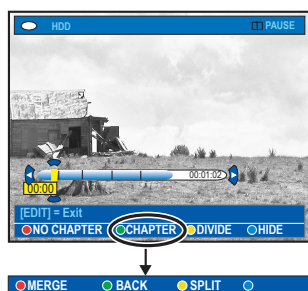 HDD PAUSE
00:01:02
00:00
[EDIT] = Exit
NO CHAPTER CHAPTER DIVIDE HIDE
MERGE BACK SPLIT